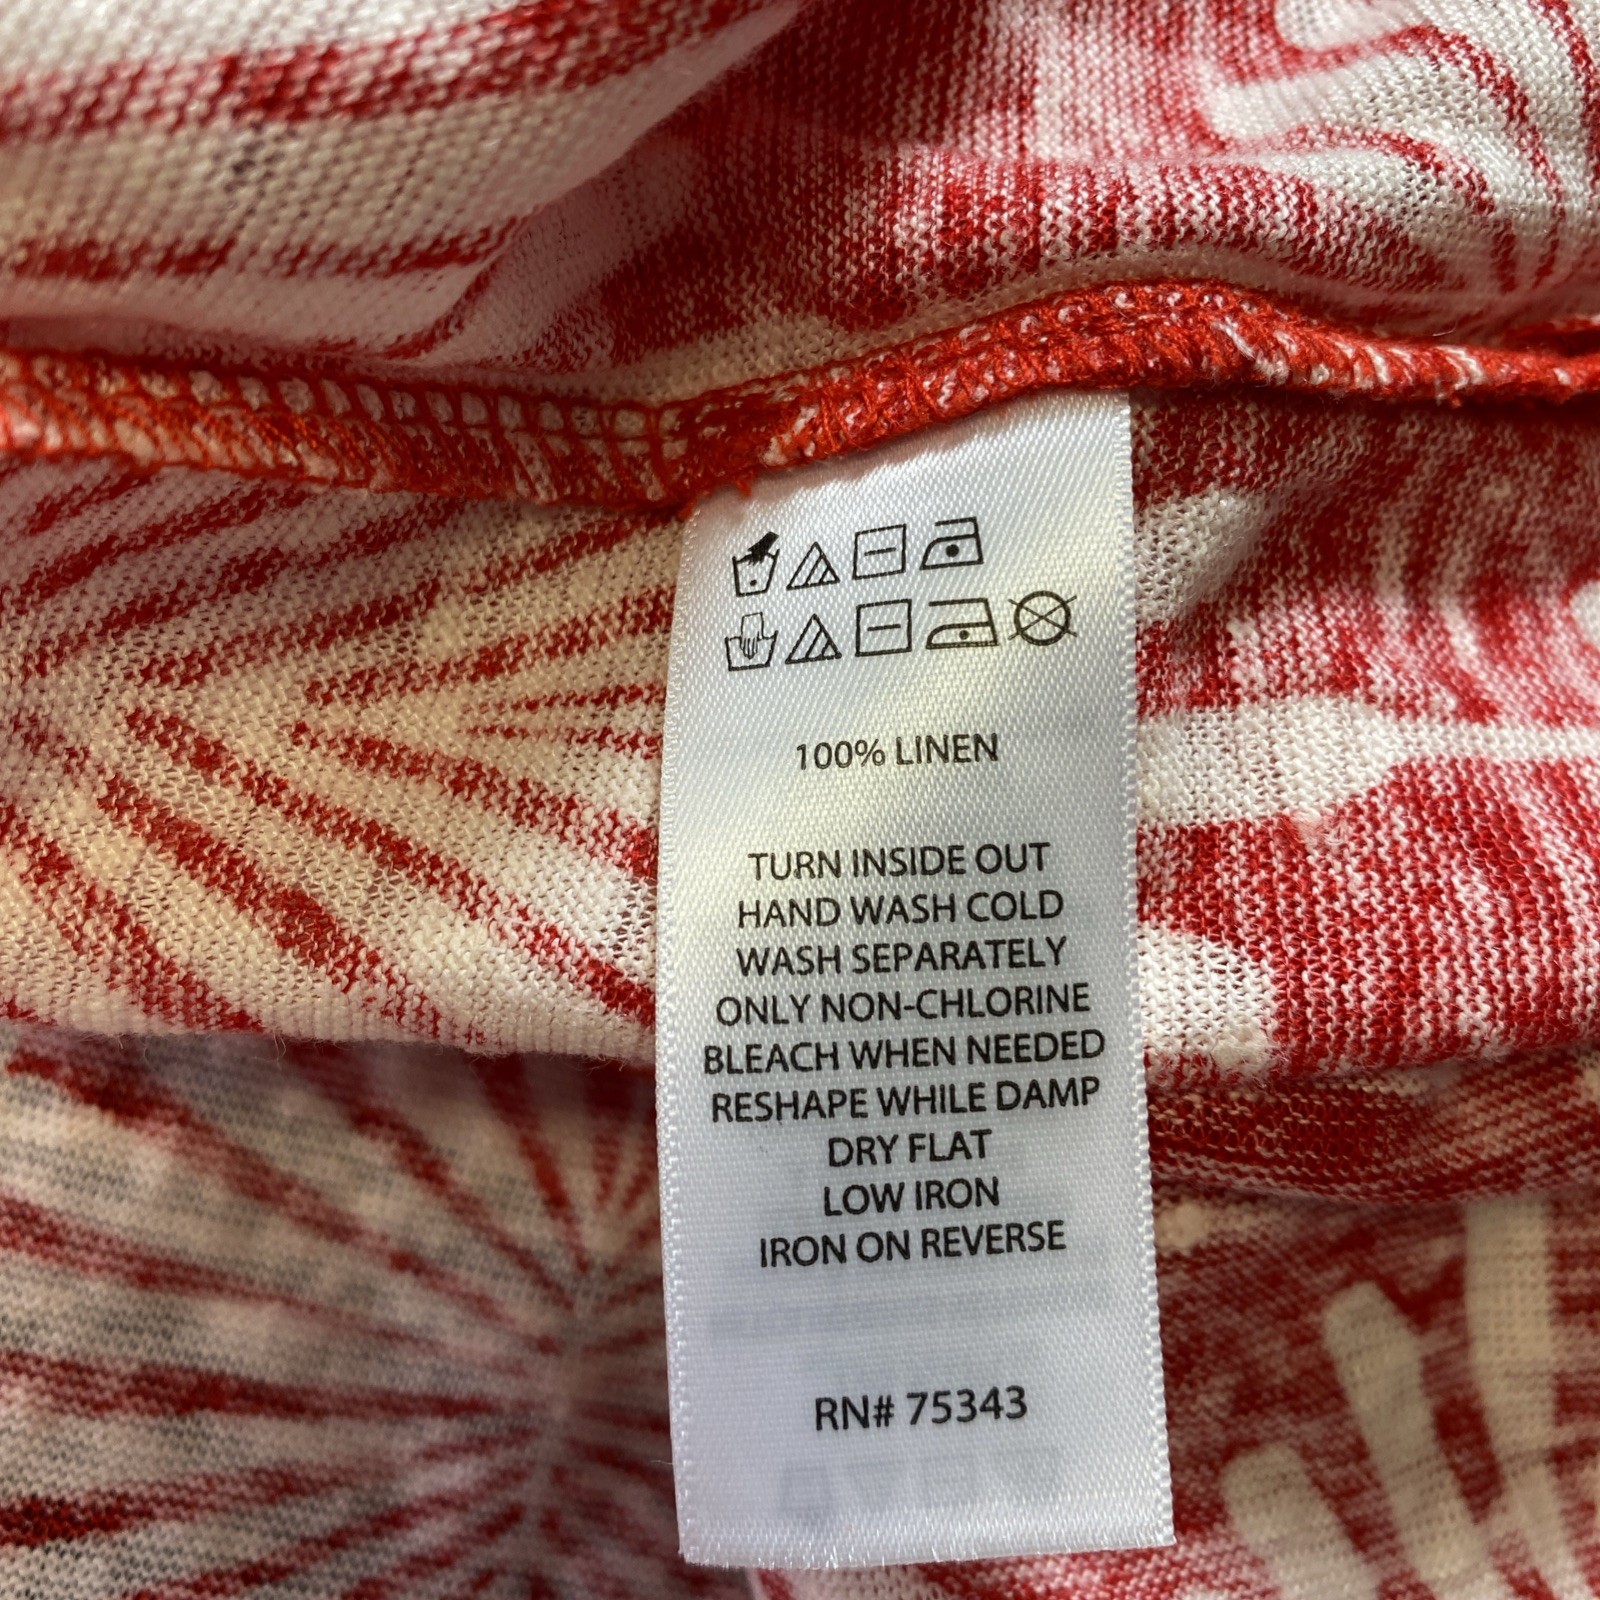 100% LINEN
TURN INSIDE OUT
HAND WASH COLD
WASH SEPARATELY
ONLY NON-CHLORINE
BLEACH WHEN NEEDED
RESHAPE WHILE DAMP
DRY FLAT
LOW IRON
IRON ON REVERSE
RN# 75343